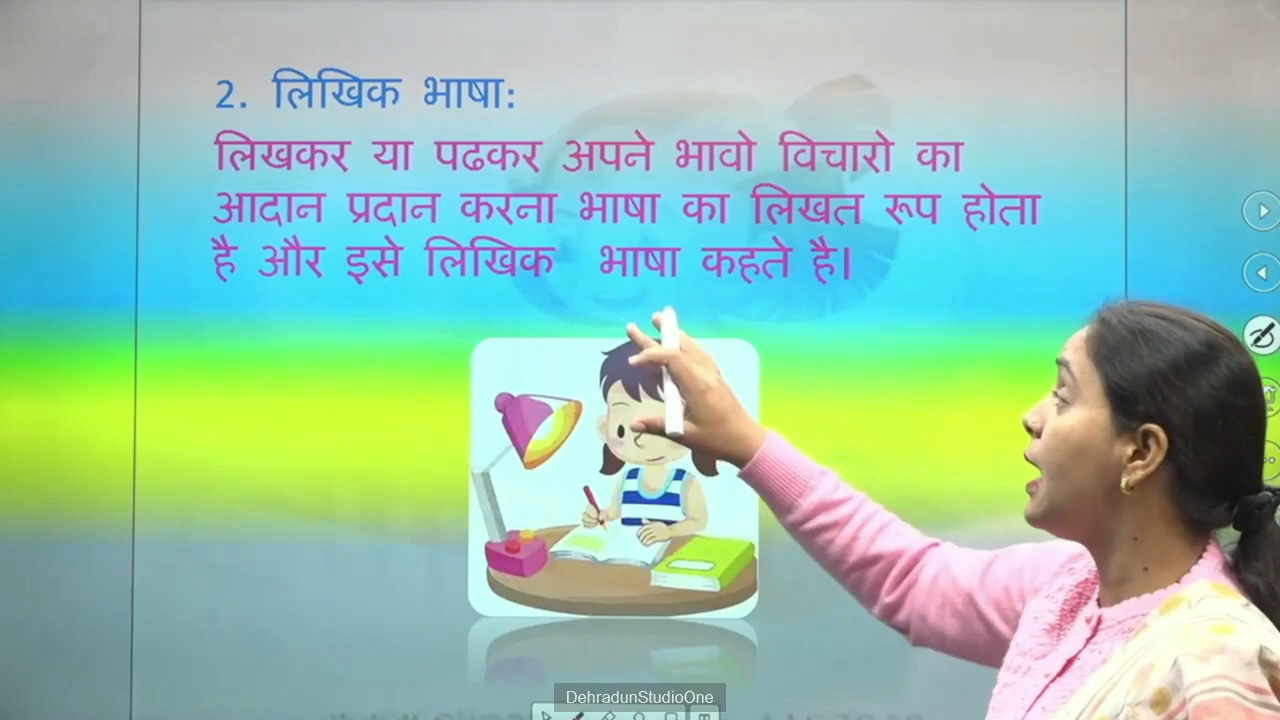 2. लिखिक भाषा:
लिखकर या पढकर अपने भावो विचारो का
आदान प्रदान करना भाषा का लिखत रूप होता
है और इसे लिखिक भाषा कहते है।
DehradunStudioOne